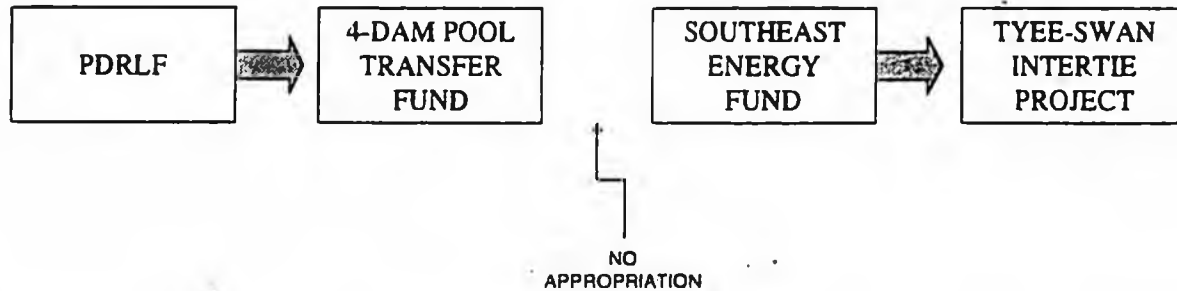 PDRLF
4-DAM POOL
TRANSFER
FUND
SOUTHEAST
ENERGY
FUND
TYEE-SWAN
INTERTIE
PROJECT
NO
APPROPRIATION